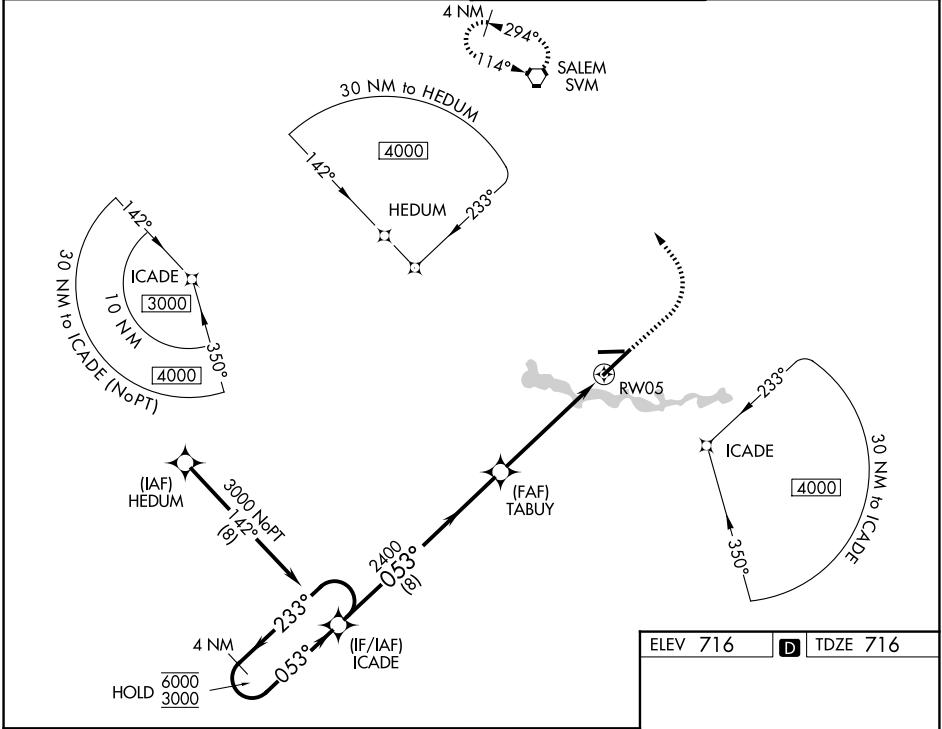 4 NM
294°
114°
SALEM
SVM
30 NM to HEDUM
4000
142°
233°
HEDUM
142°
ICADE
3000
10 NM
350°
4000
30 NM to ICADE (NoPT)
RW05
233°
ICADE
4000
350°
30 NM to ICADE
(IAF)
HEDUM
3000 NoPT
142°
(8)
(FAF)
TABUY
2400
053°
(8)
233°
4 NM
053°
(IF/IAF)
ICADE
HOLD
6000
3000
ELEV 716
D
TDZE 716